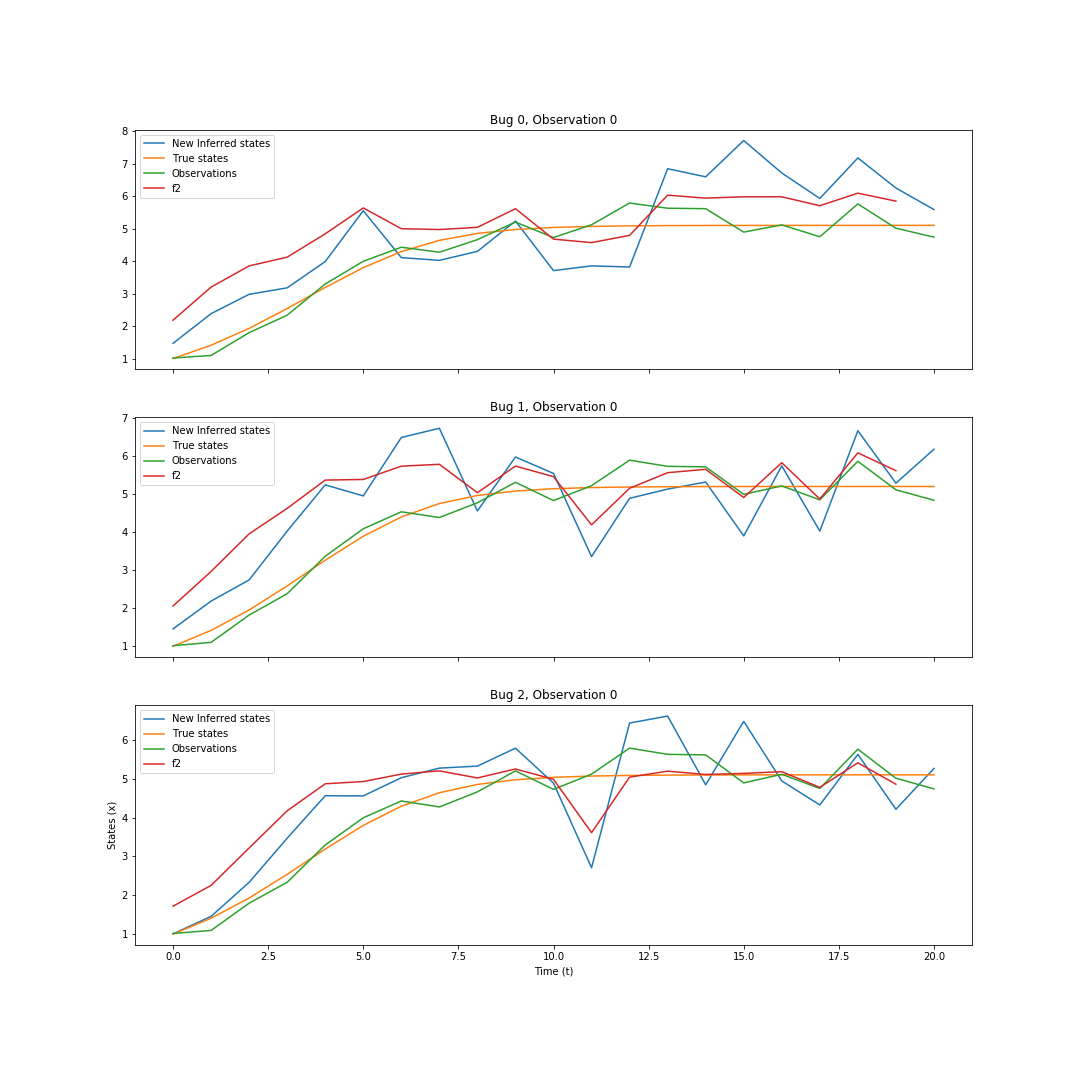 Bug 0, Observation 0
8
7
6
5
4
3
2
1
New Inferred states
True states
Observations
f2
Bug 1, Observation 0
7
6
5
4
3
2
1
New Inferred states
True states
Observations
f2
Bug 2, Observation 0
6
5
4
3
2
1
New Inferred states
True states
Observations
f2
States (x)
0.0 2.5 5.0 7.5 10.0 12.5 15.0 17.5 20.0
Time (t)